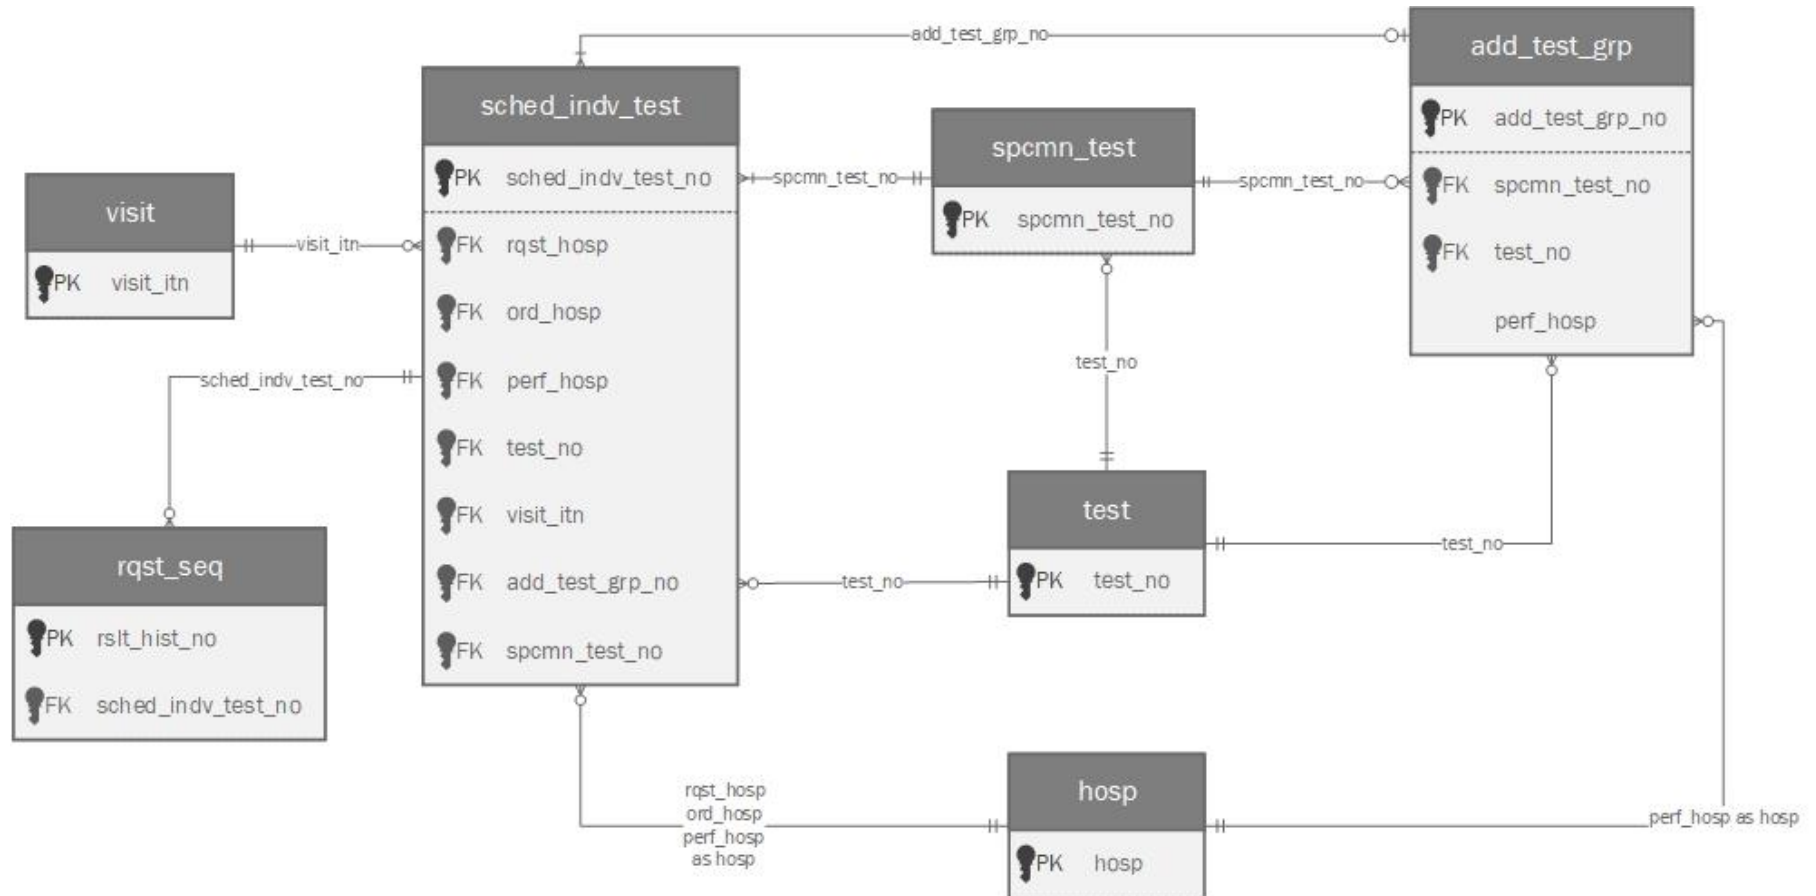 add_test_grp_no
add_test_grp
PK add_test_grp_no
FK spcmn_test_no
FK test_no
perf_hosp
sched_indv_test
PK sched_indv_test_no
FK rqst_hosp
FK ord_hosp
FK perf_hosp
FK test_no
FK visit_itn
FK add_test_grp_no
FK spcmn_test_no
spcmn_test_no
spcmn_test
PK spcmn_test_no
spcmn_test_no
visit
PK visit_itn
visit_itn
sched_indv_test_no
test_no
rqst_seq
PK rslt_hist_no
FK sched_indv_test_no
test
PK test_no
test_no
test_no
rqst_hosp
ord_hosp
perf_hosp
as hosp
hosp
PK hosp
perf_hosp as hosp